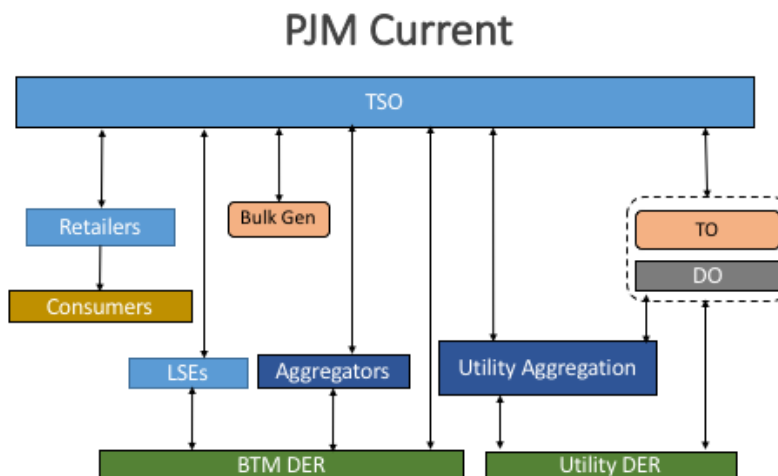 PJM Current
TSO
Bulk Gen
Retailers
TO
DO
Consumers
LSEs
Aggregators
Utility Aggregation
BTM DER
Utility DER